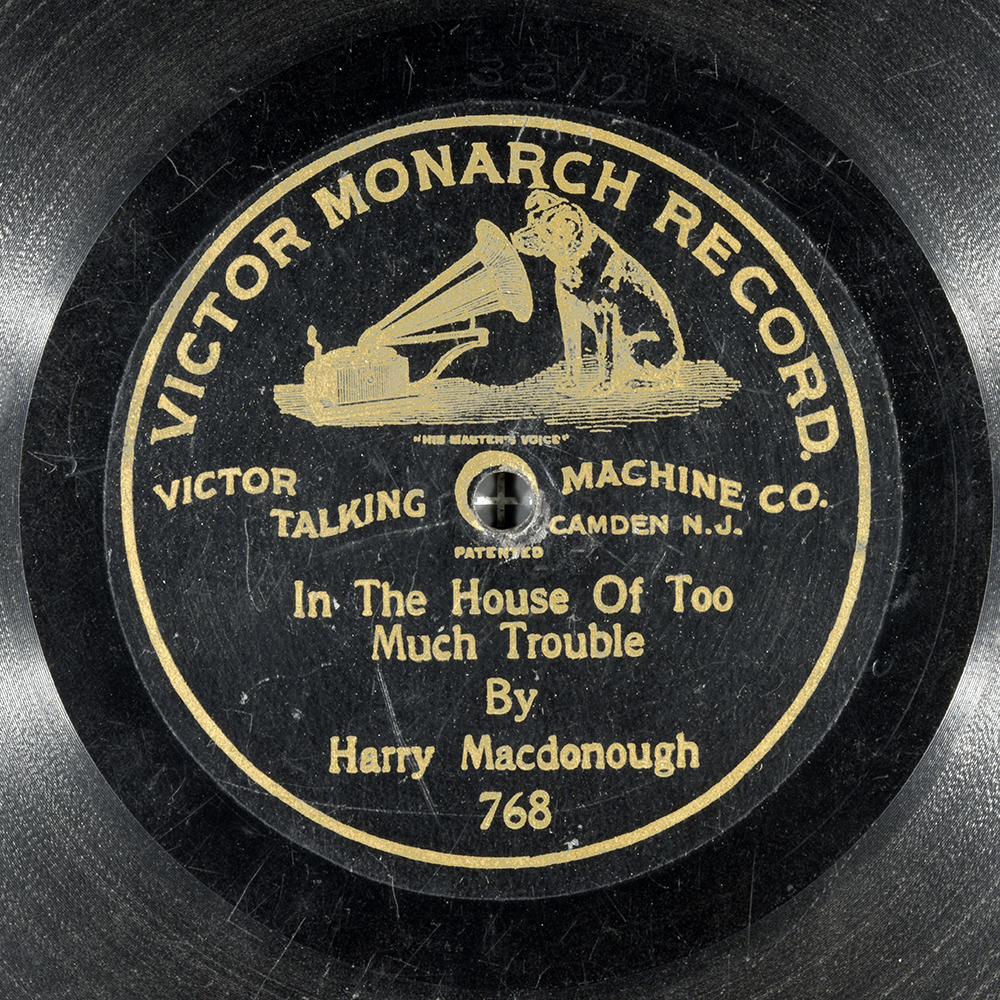 VICTOR MONARCH RECORD.
"HIS MASTER'S VOICE"
VICTOR TALKING MACHINE CO.
CAMDEN N.J.
PATENTED
In The House Of Too
Much Trouble
By
Harry Macdonough
768